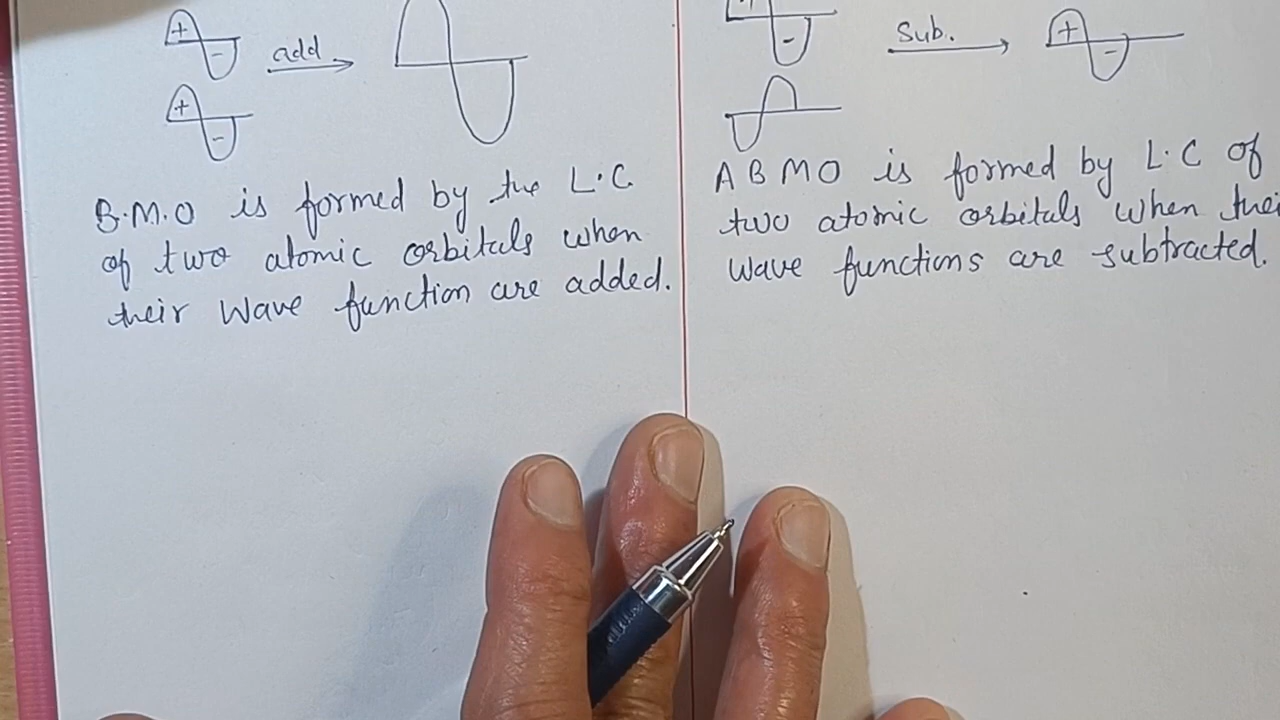 +
-
add
+
-
B.M.O is formed by the L.C.
of two atomic orbitals when
their Wave function are added.
-
Sub.
+
-
ABMO is formed by L.C of
two atomic orbitals when
Wave functions are subtracted.